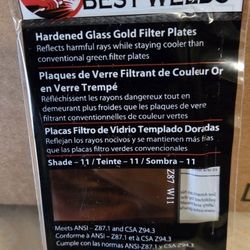 BEST WELDS
Hardened Glass Gold Filter Plates
Reflects harmful rays while staying cooler than
conventional green filter plates
Plaques de Verre Filtrant de Couleur Or
en Verre Trempé
Réfléchissent les rayons dangereux tout en
demeurant plus froides que les plaques de verre
filtrant conventionnelles de couleur verte
Placas Filtro de Vidrio Templado Doradas
Reflejan los rayos nocivos y se mantienen más frías
que las placas filtro verdes convencionales
Shade – 11 / Teinte – 11 / Sombra – 11
Z87 W11
Meets ANSI – Z87.1 and CSA Z94.3
Conforme à ANSI – Z87.1 et CSA Z94.3
Cumple con las normas ANSI-Z87.1 y CSA Z94.3